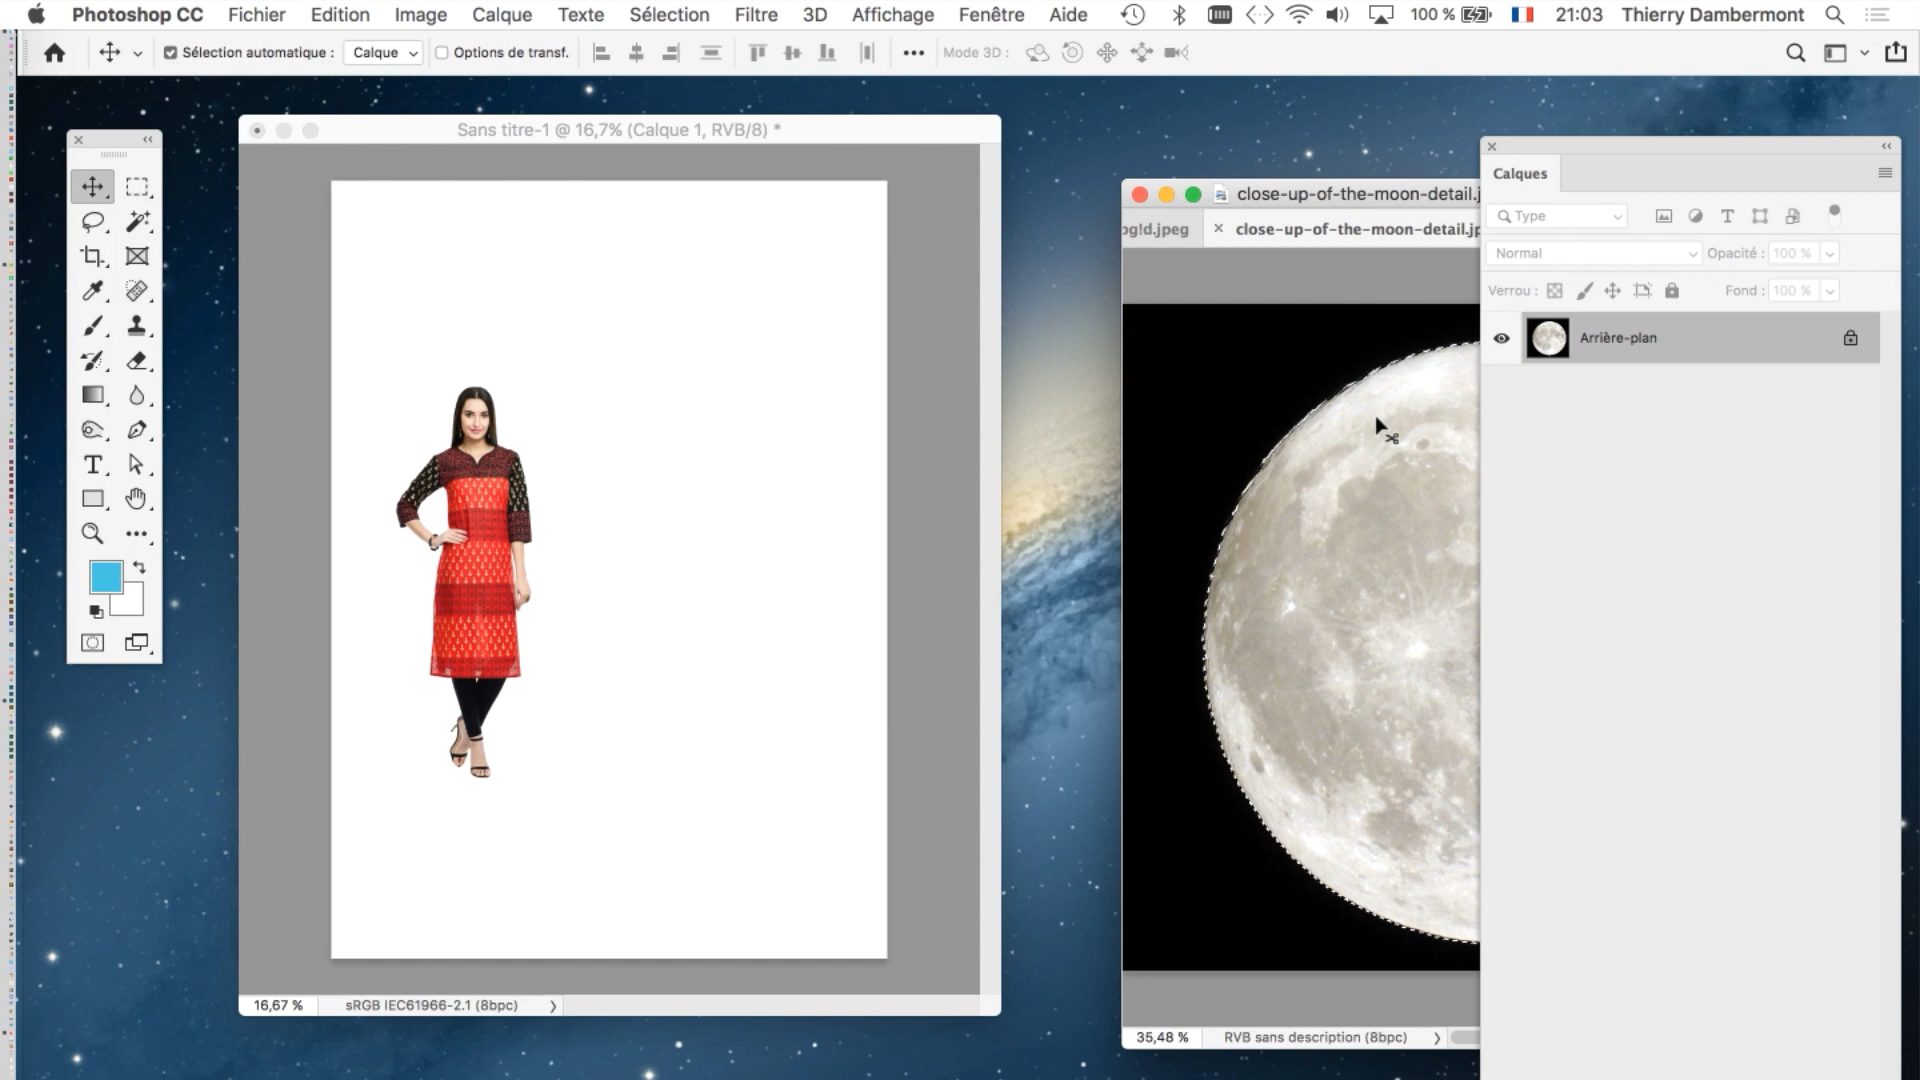 Photoshop CC Fichier Edition Image Calque Texte Sélection Filtre 3D Affichage Fenêtre Aide 100 % 21:03 Thierry Dambermont
Sélection automatique : Calque Options de transf. Mode 3D :
Sans titre-1 @ 16,7% (Calque 1, RVB/8) *
close-up-of-the-moon-detail.j
pg!d.jpeg close-up-of-the-moon-detail.jp
Calques
Type
Normal Opacité : 100 %
Verrou : Fond : 100 %
Arrière-plan
16,67 % sRGB IEC61966-2.1 (8bpc)
35,48 % RVB sans description (8bpc)